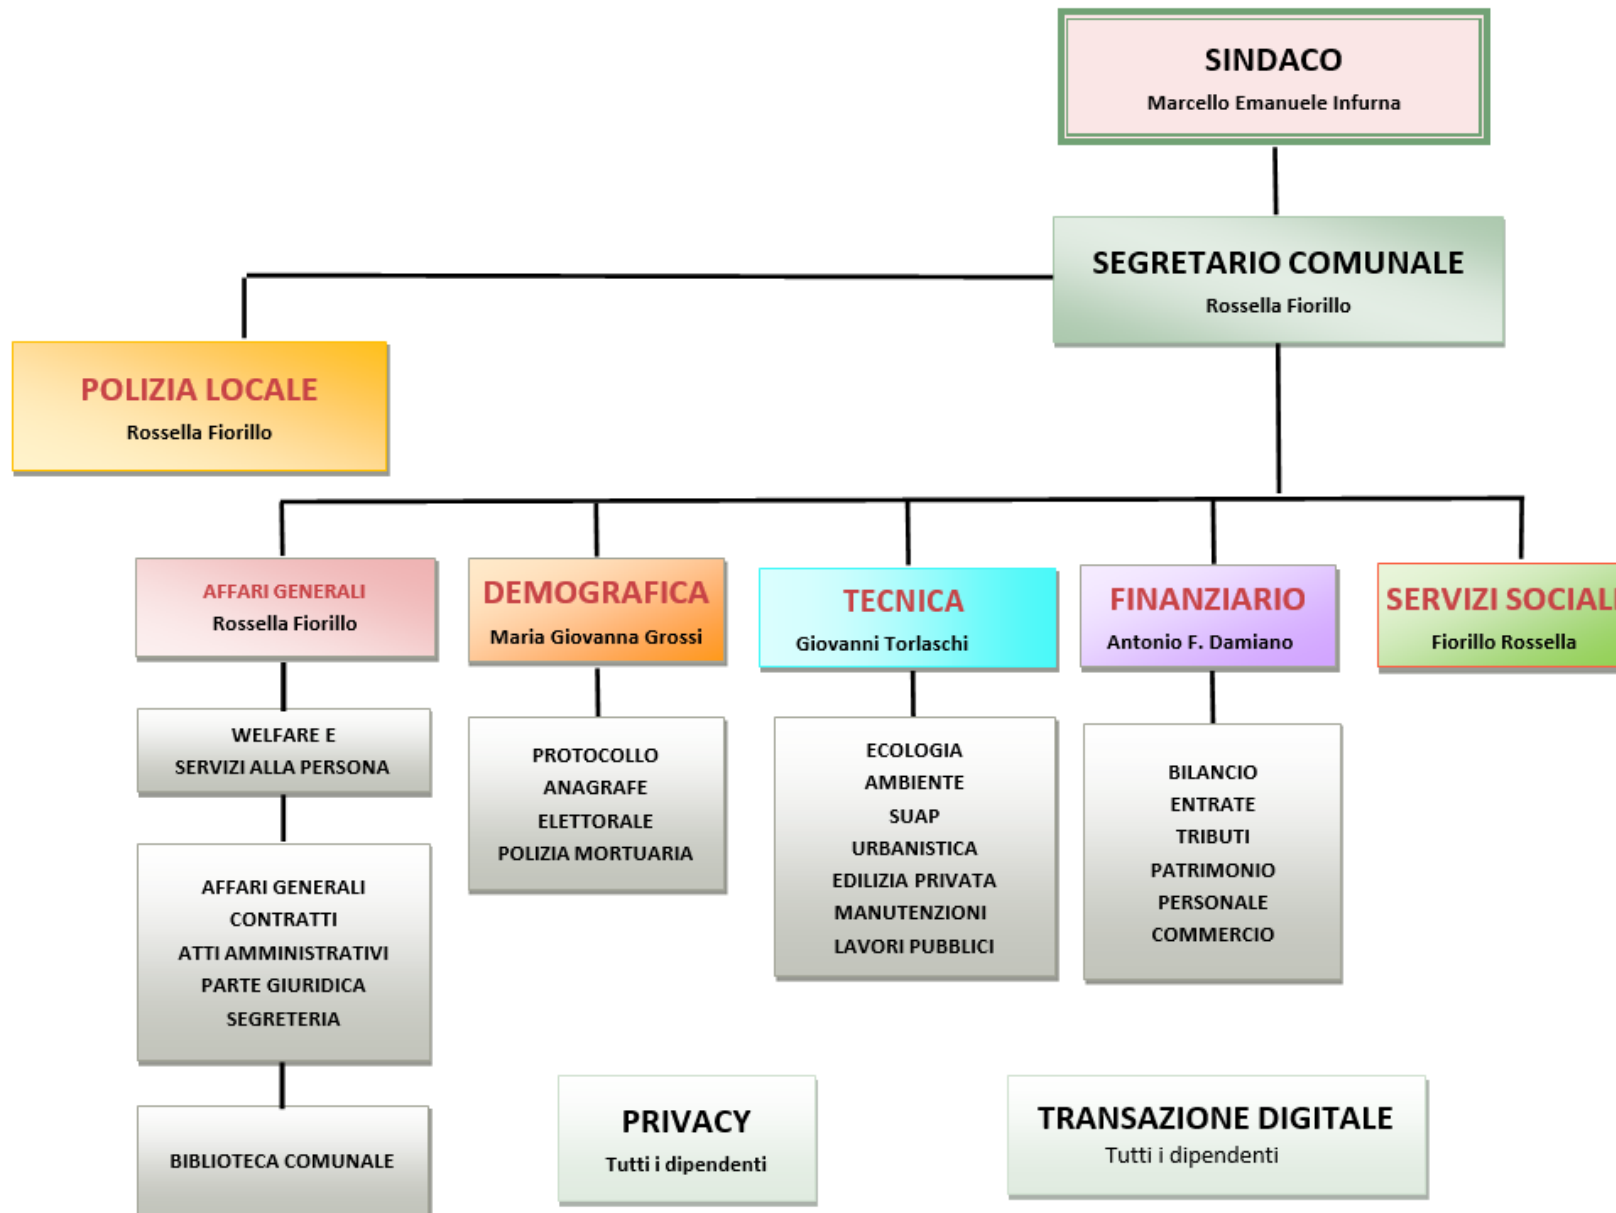 SINDACO
Marcello Emanuele Infurna
SEGRETARIO COMUNALE
Rossella Fiorillo
POLIZIA LOCALE
Rossella Fiorillo
AFFARI GENERALI
Rossella Fiorillo
WELFARE E
SERVIZI ALLA PERSONA
AFFARI GENERALI
CONTRATTI
ATTI AMMINISTRATIVI
PARTE GIURIDICA
SEGRETERIA
BIBLIOTECA COMUNALE
DEMOGRAFICA
Maria Giovanna Grossi
PROTOCOLLO
ANAGRAFE
ELETTORALE
POLIZIA MORTUARIA
TECNICA
Giovanni Torlaschi
ECOLOGIA
AMBIENTE
SUAP
URBANISTICA
EDILIZIA PRIVATA
MANUTENZIONI
LAVORI PUBBLICI
FINANZIARIO
Antonio F. Damiano
BILANCIO
ENTRATE
TRIBUTI
PATRIMONIO
PERSONALE
COMMERCIO
SERVIZI SOCIALI
Fiorillo Rossella
PRIVACY
Tutti i dipendenti
TRANSAZIONE DIGITALE
Tutti i dipendenti